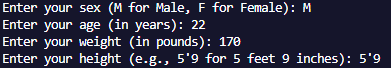 Enter your sex (M for Male, F for Female): M
Enter your age (in years): 22
Enter your weight (in pounds): 170
Enter your height (e.g., 5'9 for 5 feet 9 inches): 5'9